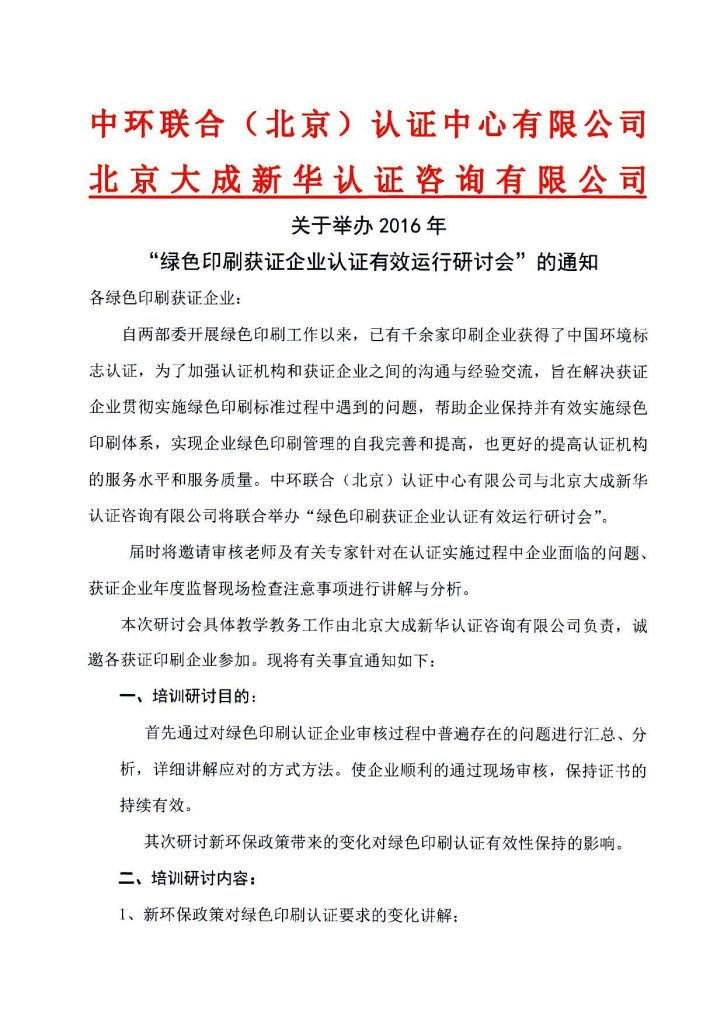 中环联合（北京）认证中心有限公司
北京大成新华认证咨询有限公司
关于举办 2016 年
“绿色印刷获证企业认证有效运行研讨会”的通知
各绿色印刷获证企业：
自两部委开展绿色印刷工作以来，已有千余家印刷企业获得了中国环境标
志认证，为了加强认证机构和获证企业之间的沟通与经验交流，旨在解决获证
企业贯彻实施绿色印刷标准过程中遇到的问题，帮助企业保持并有效实施绿色
印刷体系，实现企业绿色印刷管理的自我完善和提高，也更好的提高认证机构
的服务水平和服务质量。中环联合（北京）认证中心有限公司与北京大成新华
认证咨询有限公司将联合举办“绿色印刷获证企业认证有效运行研讨会”。
届时将邀请审核老师及有关专家针对在认证实施过程中企业面临的问题、
获证企业年度监督现场检查注意事项进行讲解与分析。
本次研讨会具体教学教务工作由北京大成新华认证咨询有限公司负责，诚
邀各获证印刷企业参加。现将有关事宜通知如下：
一、培训研讨目的：
首先通过对绿色印刷认证企业审核过程中普遍存在的问题进行汇总、分
析，详细讲解应对的方式方法。使企业顺利的通过现场审核，保持证书的
持续有效。
其次研讨新环保政策带来的变化对绿色印刷认证有效性保持的影响。
二、培训研讨内容：
1、新环保政策对绿色印刷认证要求的变化讲解；